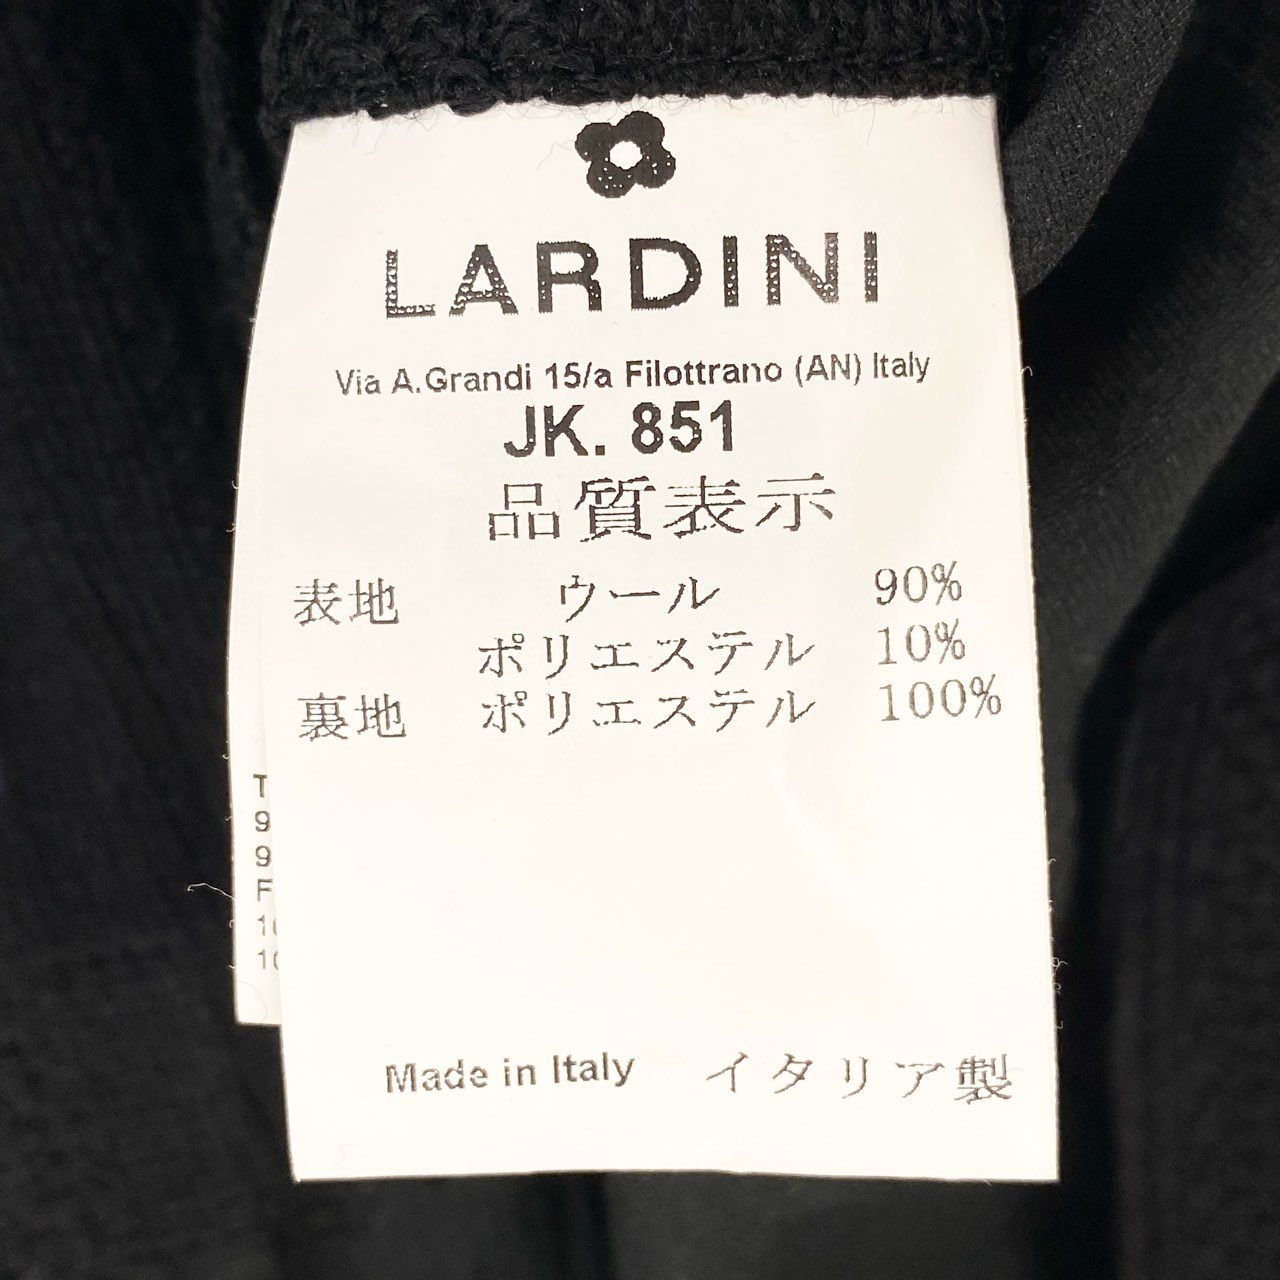 LARDINI
Via A.Grandi 15/a Filottrano (AN) Italy
JK. 851
品質表示
表地 ウール 90%
ポリエステル 10%
裏地 ポリエステル 100%
Made in Italy イタリア製